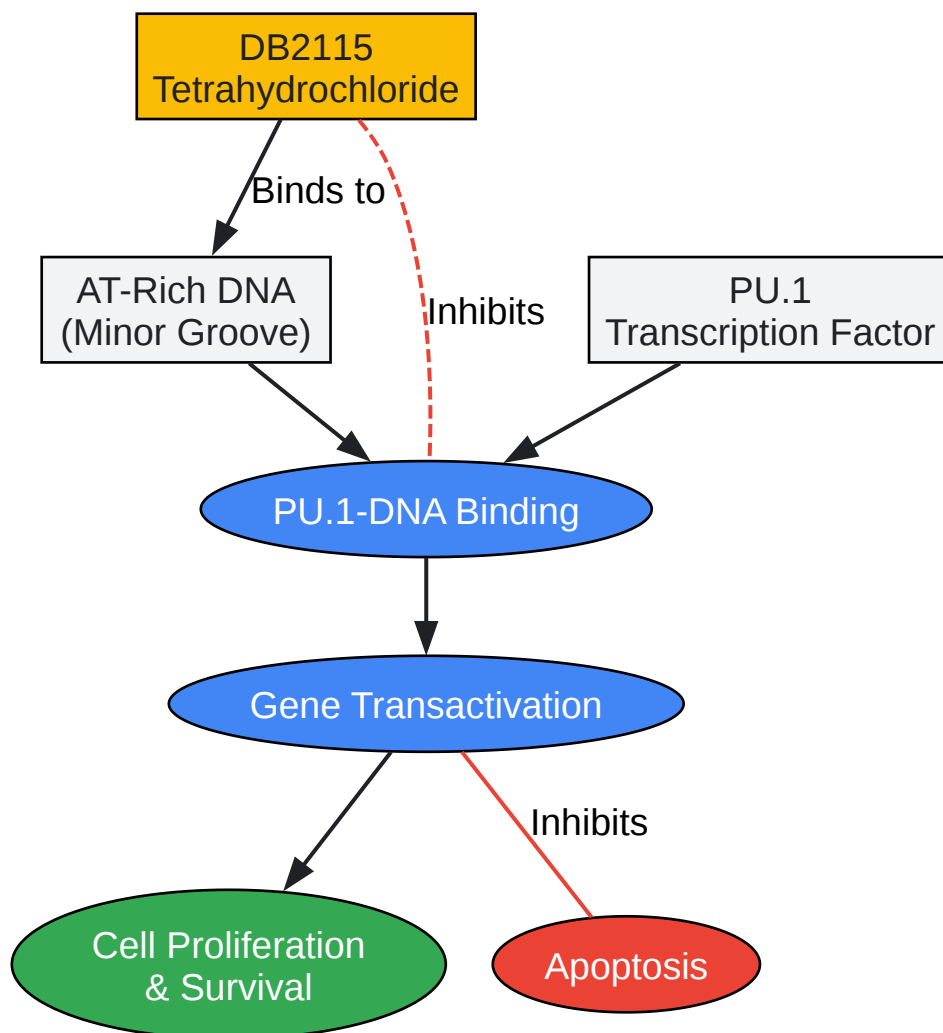 DB2115
Tetrahydrochloride
Binds to
AT-Rich DNA
(Minor Groove)
Inhibits
PU.1
Transcription Factor
PU.1-DNA Binding
Gene Transactivation
Inhibits
Cell Proliferation
& Survival
Apoptosis